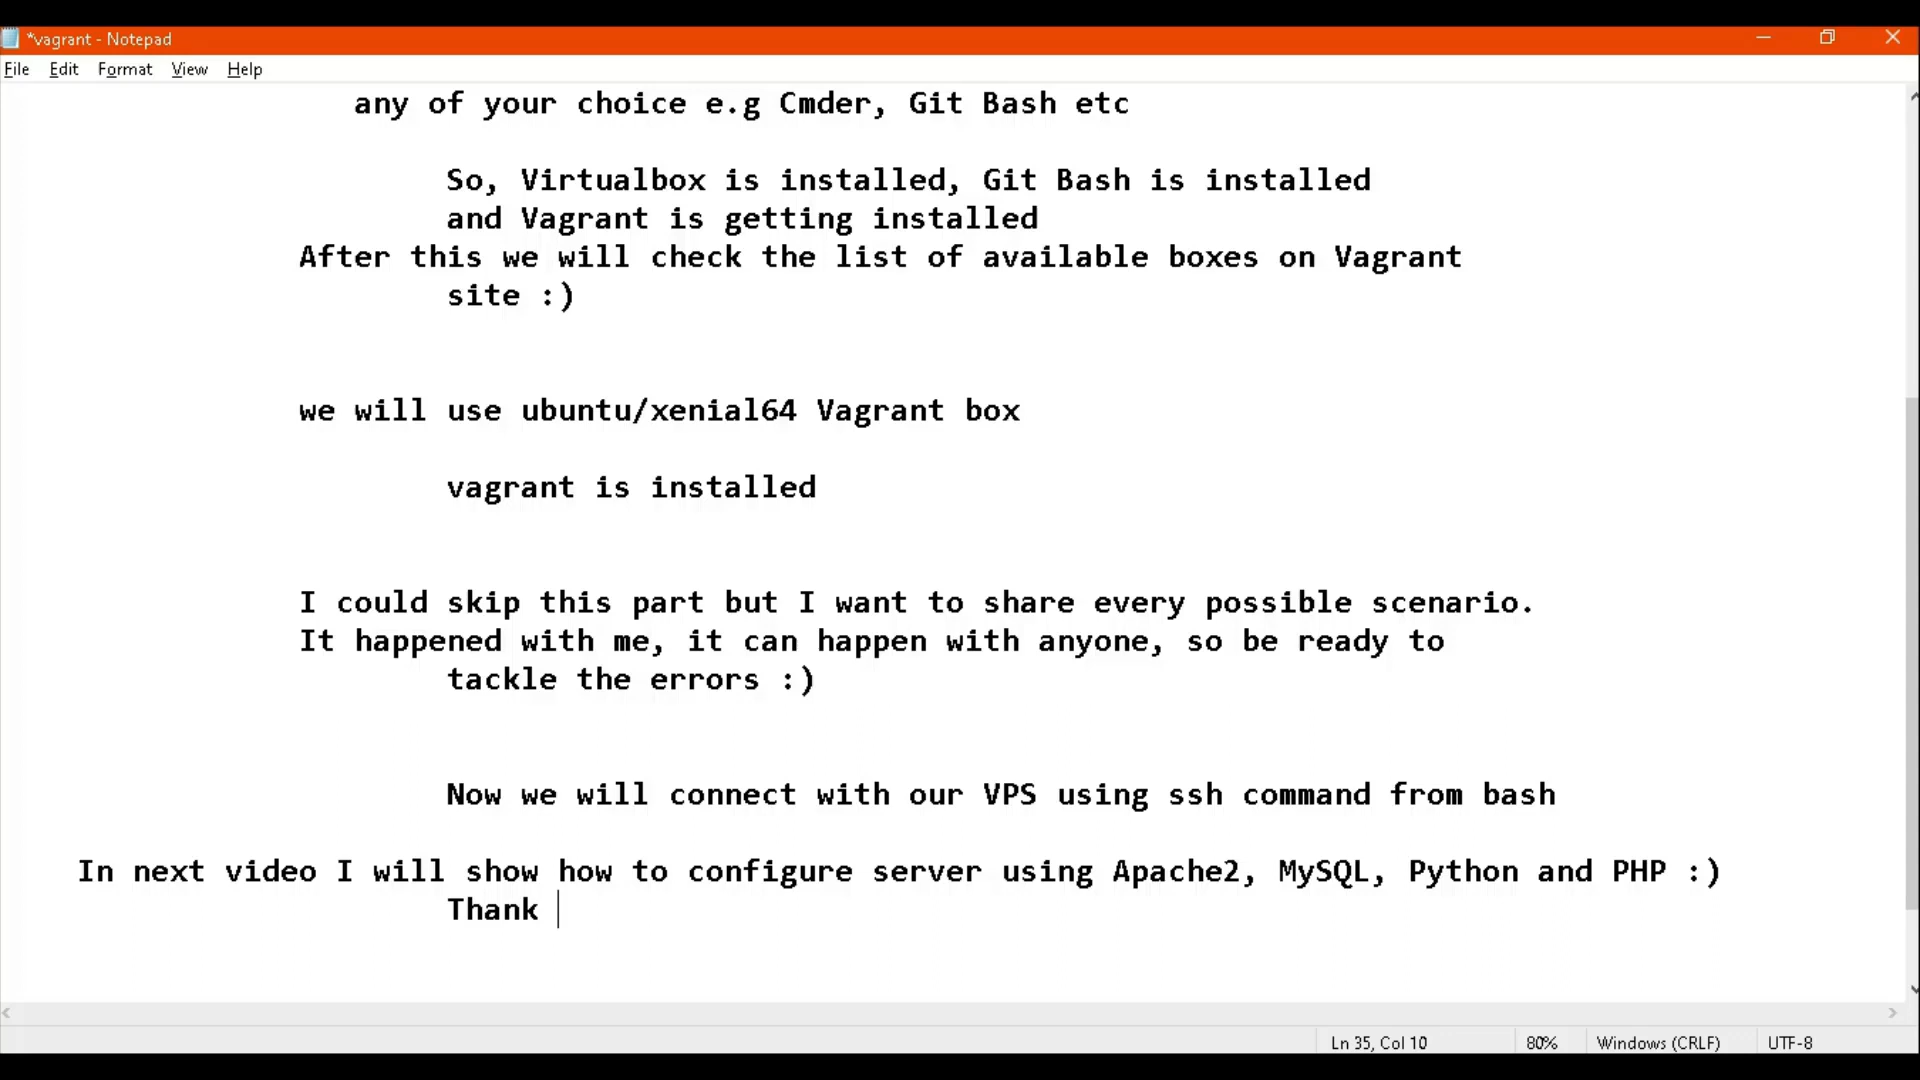 *vagrant - Notepad
File Edit Format View Help
any of your choice e.g Cmder, Git Bash etc
So, Virtualbox is installed, Git Bash is installed
and Vagrant is getting installed
After this we will check the list of available boxes on Vagrant
site :)
we will use ubuntu/xenial64 Vagrant box
vagrant is installed
I could skip this part but I want to share every possible scenario.
It happened with me, it can happen with anyone, so be ready to
tackle the errors :)
Now we will connect with our VPS using ssh command from bash
In next video I will show how to configure server using Apache2, MySQL, Python and PHP :)
Thank
Ln 35, Col 10 80% Windows (CRLF) UTF-8